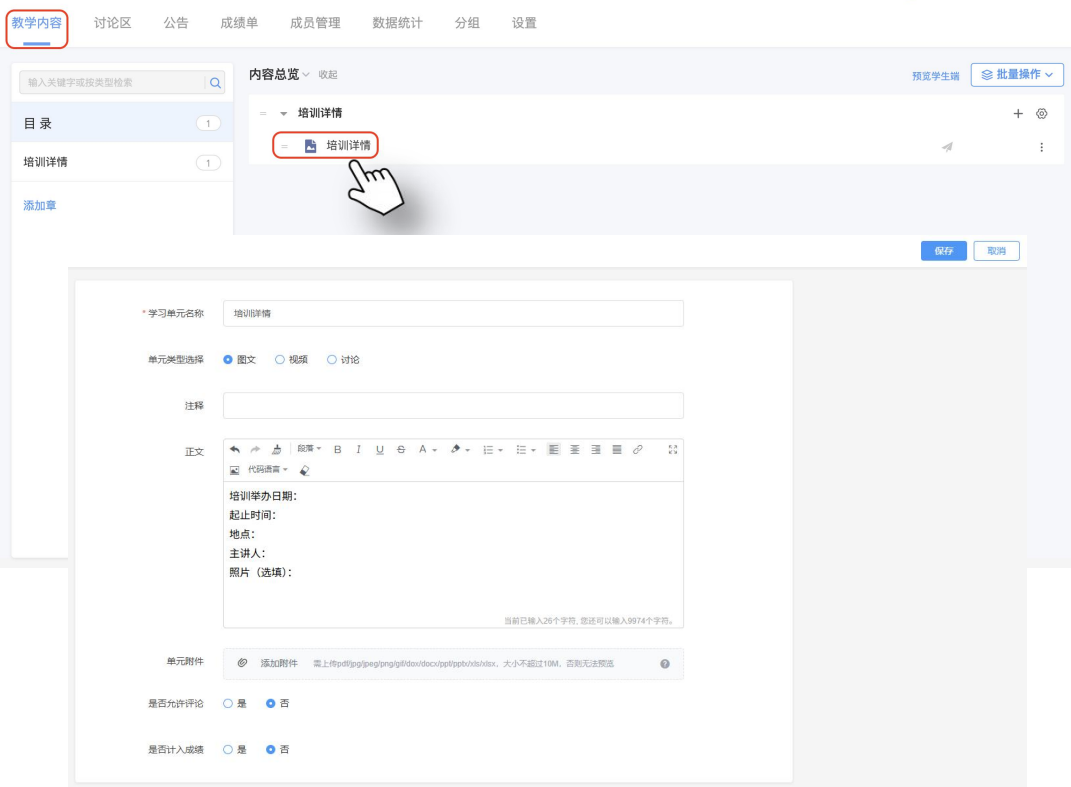 教学内容 讨论区 公告 成绩单 成员管理 数据统计 分组 设置
输入关键字或按类型检索
内容总览 收起
预览学生端 批量操作
目录 1
培训详情
培训详情 1
培训详情
添加章
保存 取消
*学习单元名称 培训详情
单元类型选择 图文 视频 讨论
注释
正文
段落 B I U S A
代码语言
培训举办日期：
起止时间：
地点：
主讲人：
照片（选填）：
当前已输入26个字符, 您还可以输入9974个字符。
单元附件 添加附件 需上传pdf/jpg/jpeg/png/gif/dox/docx/ppt/pptx/xls/xlsx，大小不超过10M，否则无法预览
是否允许评论 是 否
是否计入成绩 是 否